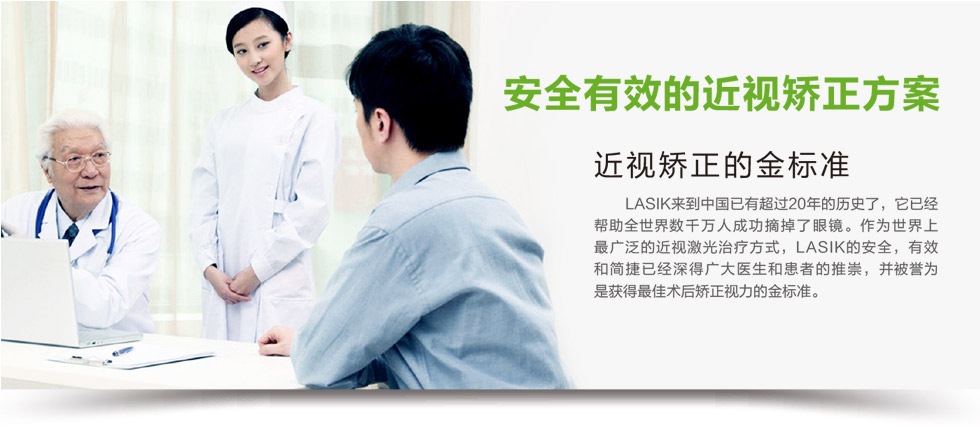 安全有效的近视矫正方案
近视矫正的金标准
LASIK来到中国已有超过20年的历史了，它已经
帮助全世界数千万人成功摘掉了眼镜。作为世界上
最广泛的近视激光治疗方式，LASIK的安全，有效
和简捷已经深得广大医生和患者的推崇，并被誉为
是获得最佳术后矫正视力的金标准。